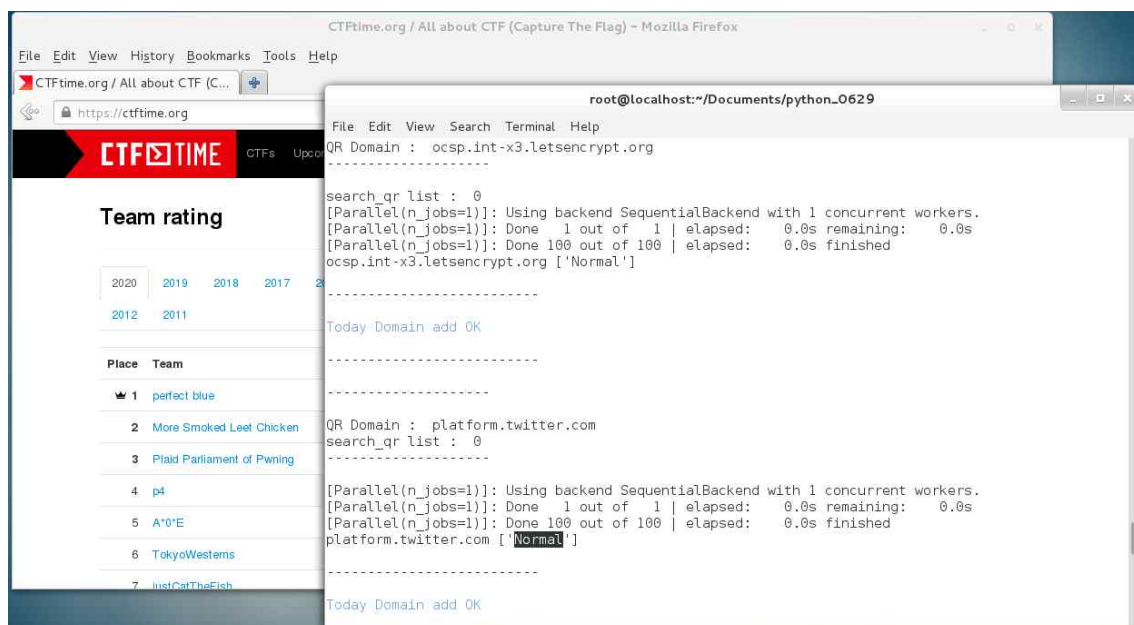 CTFtime.org / All about CTF (Capture The Flag) - Mozilla Firefox
File Edit View History Bookmarks Tools Help
CTFtime.org / All about CTF (C...
https://ctftime.org
CTF TIME
CTFs Upco
Team rating
2020 2019 2018 2017
2012 2011
Place Team
1 perfect blue
2 More Smoked Leet Chicken
3 Plaid Parliament of Pwning
4 p4
5 A*0*E
6 TokyoWesterns
7 justCatTheFish
root@localhost:~/Documents/python_0629
File Edit View Search Terminal Help
QR Domain : ocsp.int-x3.letsencrypt.org
--------------------
search_qr list : 0
[Parallel(n_jobs=1)]: Using backend SequentialBackend with 1 concurrent workers.
[Parallel(n_jobs=1)]: Done 1 out of 1 | elapsed: 0.0s remaining: 0.0s
[Parallel(n_jobs=1)]: Done 100 out of 100 | elapsed: 0.0s finished
ocsp.int-x3.letsencrypt.org ['Normal']
--------------------------
Today Domain add OK
--------------------------
--------------------
QR Domain : platform.twitter.com
search_qr list : 0
--------------------
[Parallel(n_jobs=1)]: Using backend SequentialBackend with 1 concurrent workers.
[Parallel(n_jobs=1)]: Done 1 out of 1 | elapsed: 0.0s remaining: 0.0s
[Parallel(n_jobs=1)]: Done 100 out of 100 | elapsed: 0.0s finished
platform.twitter.com ['Normal']
--------------------------
Today Domain add OK